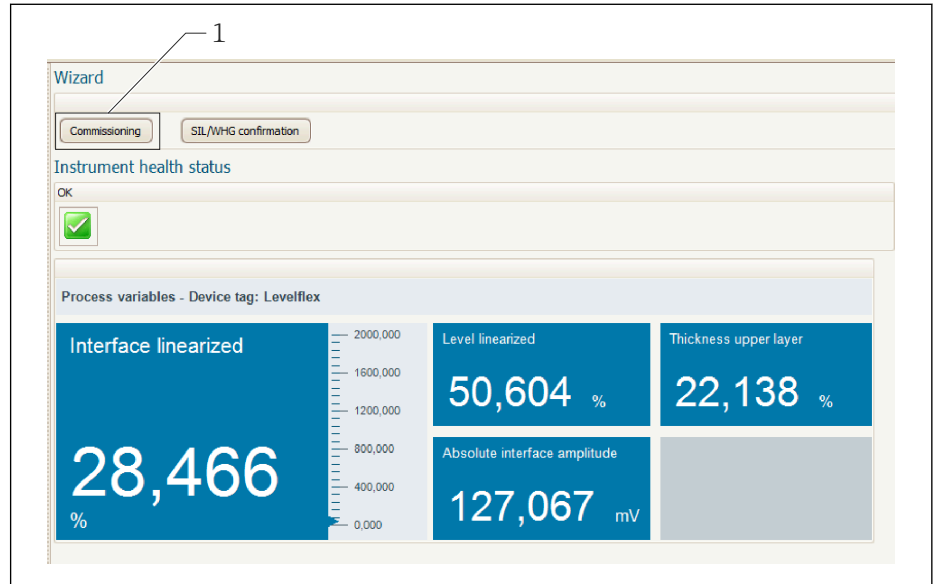 1
Wizard
Commissioning
SIL/WHG confirmation
Instrument health status
OK
Process variables - Device tag: Levelflex
Interface linearized
28,466
%
2000,000
1600,000
1200,000
800,000
400,000
0,000
Level linearized
50,604 %
Thickness upper layer
22,138 %
Absolute interface amplitude
127,067 mV